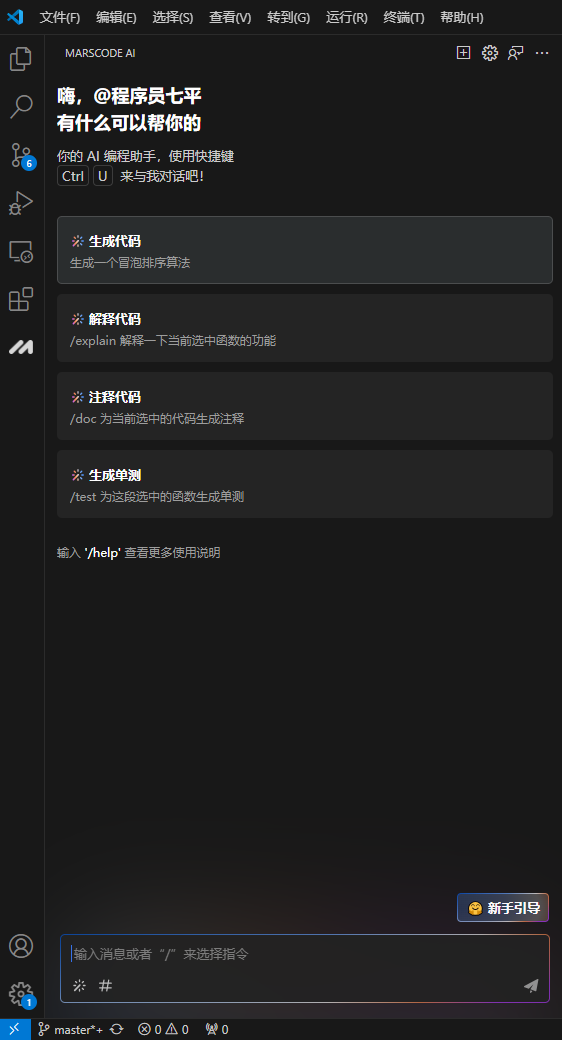 文件(F) 编辑(E) 选择(S) 查看(V) 转到(G) 运行(R) 终端(T) 帮助(H)
MARSCODE AI
嗨，@程序员七平
有什么可以帮你的
你的 AI 编程助手，使用快捷键
Ctrl U 来与我对话吧！
生成代码
生成一个冒泡排序算法
解释代码
/explain 解释一下当前选中函数的功能
注释代码
/doc 为当前选中的代码生成注释
生成单测
/test 为这段选中的函数生成单测
输入 '/help' 查看更多使用说明
6
新手引导
输入消息或者 “/” 来选择指令
1
master*+ 0 0 0